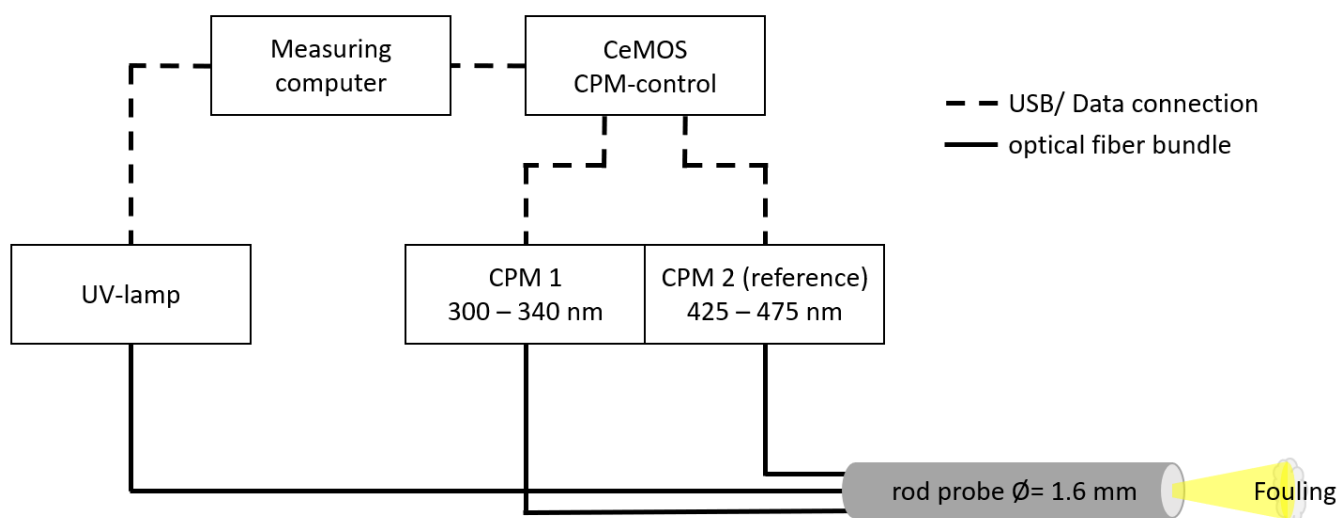 Measuring
computer
CeMOS
CPM-control
USB/ Data connection
optical fiber bundle
UV-lamp
CPM 1
300 – 340 nm
CPM 2 (reference)
425 – 475 nm
rod probe Ø= 1.6 mm
Fouling